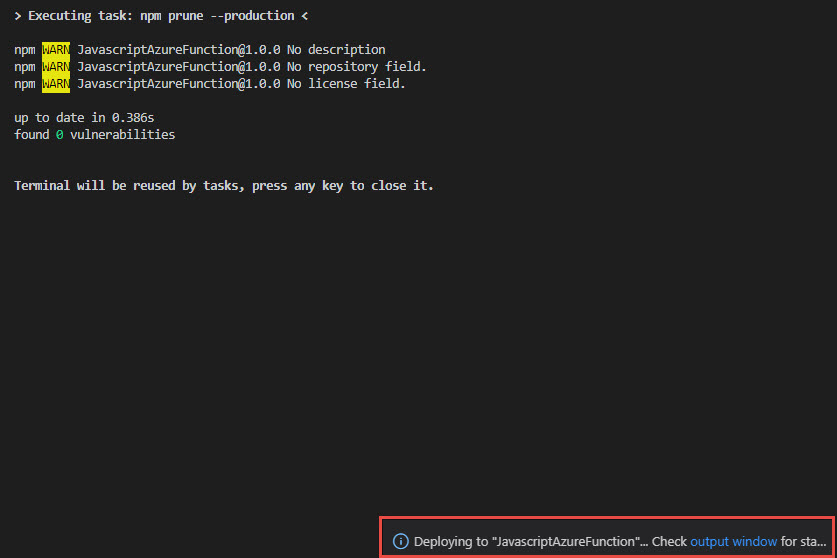 > Executing task: npm prune --production <
npm WARN JavascriptAzureFunction@1.0.0 No description
npm WARN JavascriptAzureFunction@1.0.0 No repository field.
npm WARN JavascriptAzureFunction@1.0.0 No license field.
up to date in 0.386s
found 0 vulnerabilities
Terminal will be reused by tasks, press any key to close it.
Deploying to "JavascriptAzureFunction"... Check output window for sta...